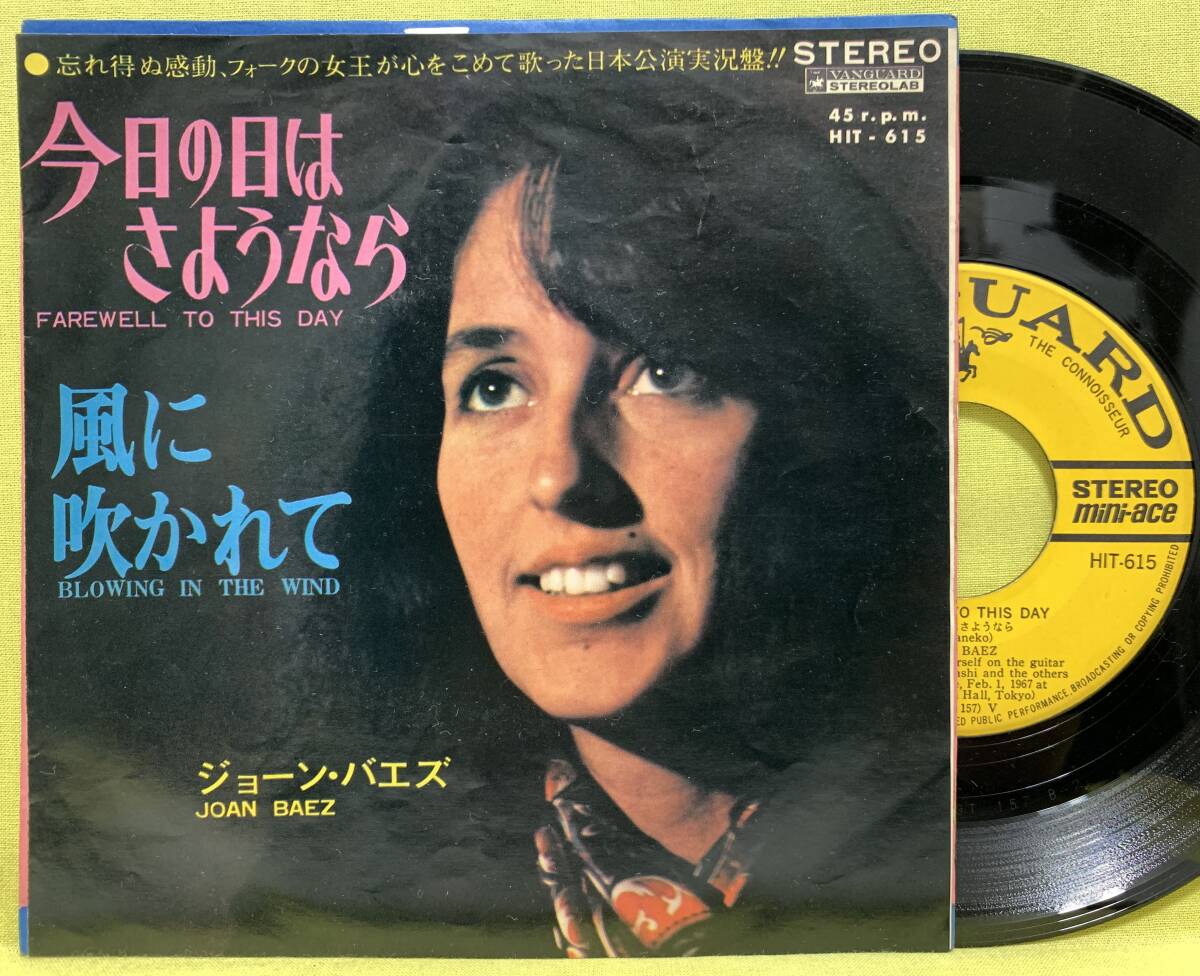 ●忘れ得ぬ感動、フォークの女王が心をこめて歌った日本公演実況盤!!
STEREO
VANGUARD
STEREOLAB
45 r.p.m.
HIT - 615
今日の日は
さようなら
FAREWELL TO THIS DAY
風に
吹かれて
BLOWING IN THE WIND
ジョーン・バエズ
JOAN BAEZ
GUARD
THE CONNOISSEUR
STEREO
mini-ace
HIT-615
TO THIS DAY
さようなら
aneko)
BAEZ
rself on the guitar
ashi and the others
, Feb. 1, 1967 at
Hall, Tokyo)
157) V
ED PUBLIC PERFORMANCE, BROADCASTING OR COPYING PROHIBITED